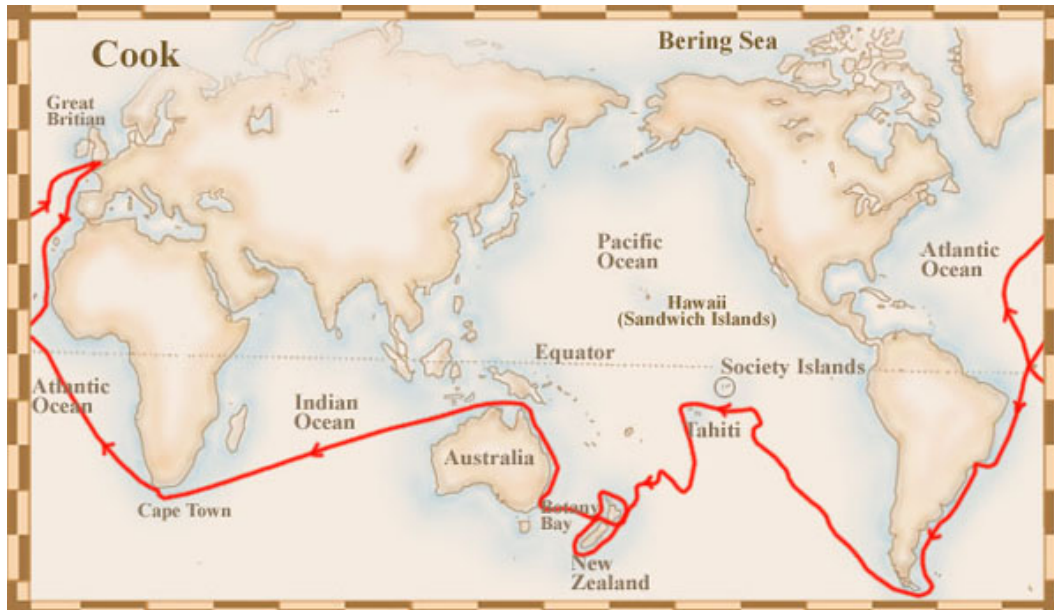 Cook
Bering Sea
Great
Britian
Pacific
Ocean
Atlantic
Ocean
Hawaii
(Sandwich Islands)
Equator
Society Islands
Atlantic
Ocean
Indian
Ocean
Tahiti
Australia
Cape Town
Botany
Bay
New
Zealand